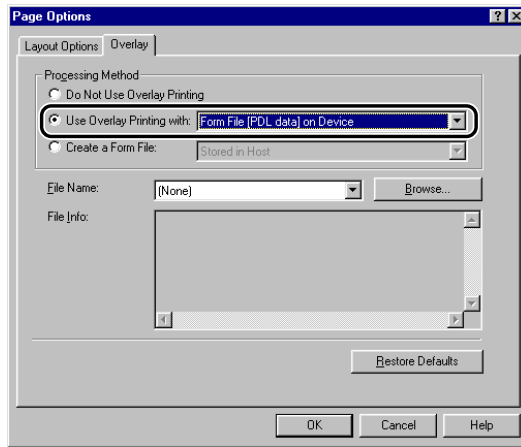 Page Options
Layout Options Overlay
Processing Method
Do Not Use Overlay Printing
Use Overlay Printing with: Form File [PDL data] on Device
Create a Form File: Stored in Host
File Name: (None) Browse...
File Info:
Restore Defaults
OK Cancel Help